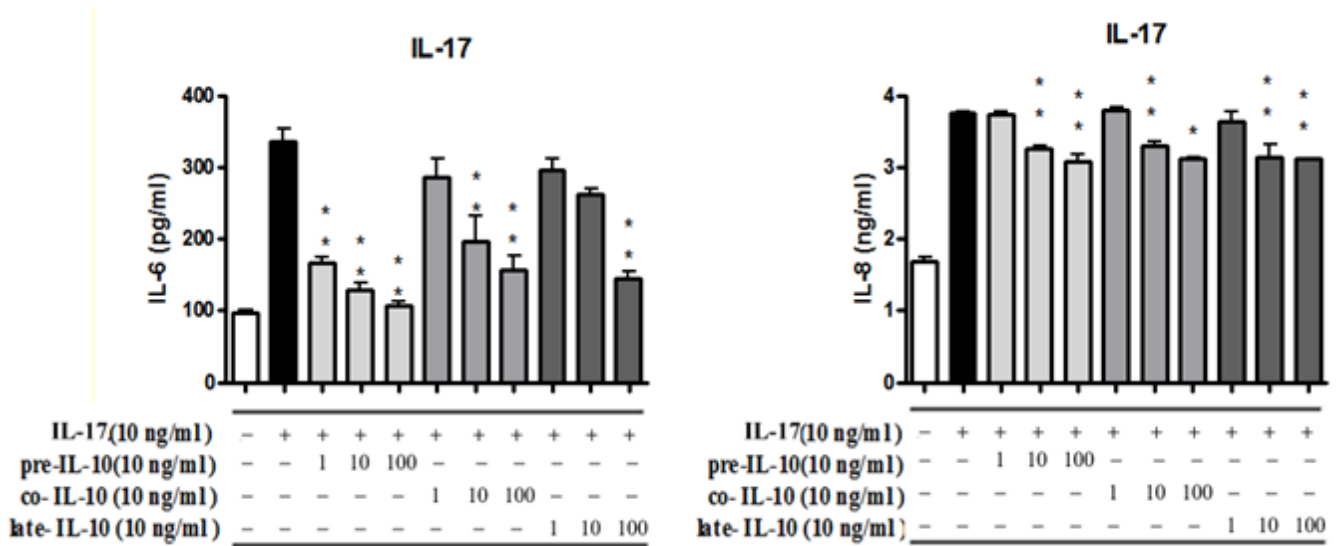 IL-17
IL-6 (pg/ml)
400
300
200
100
0
* * * * * * * * * * * *
IL-17(10 ng/ml) – + + + + + + + + + +
pre-IL-10(10 ng/ml) – – 1 10 100 – – – – – –
co- IL-10 (10 ng/ml) – – – – – 1 10 100 – – –
late- IL-10 (10 ng/ml) – – – – – – – – 1 10 100
IL-17
IL-8 (ng/ml)
4
3
2
1
0
* * * * * * * * * * *
IL-17(10 ng/ml) – + + + + + + + + + +
pre-IL-10(10 ng/ml) – – 1 10 100 – – – – – –
co- IL-10 (10 ng/ml) – – – – – 1 10 100 – – –
late- IL-10 (10 ng/ml) – – – – – – – – 1 10 100